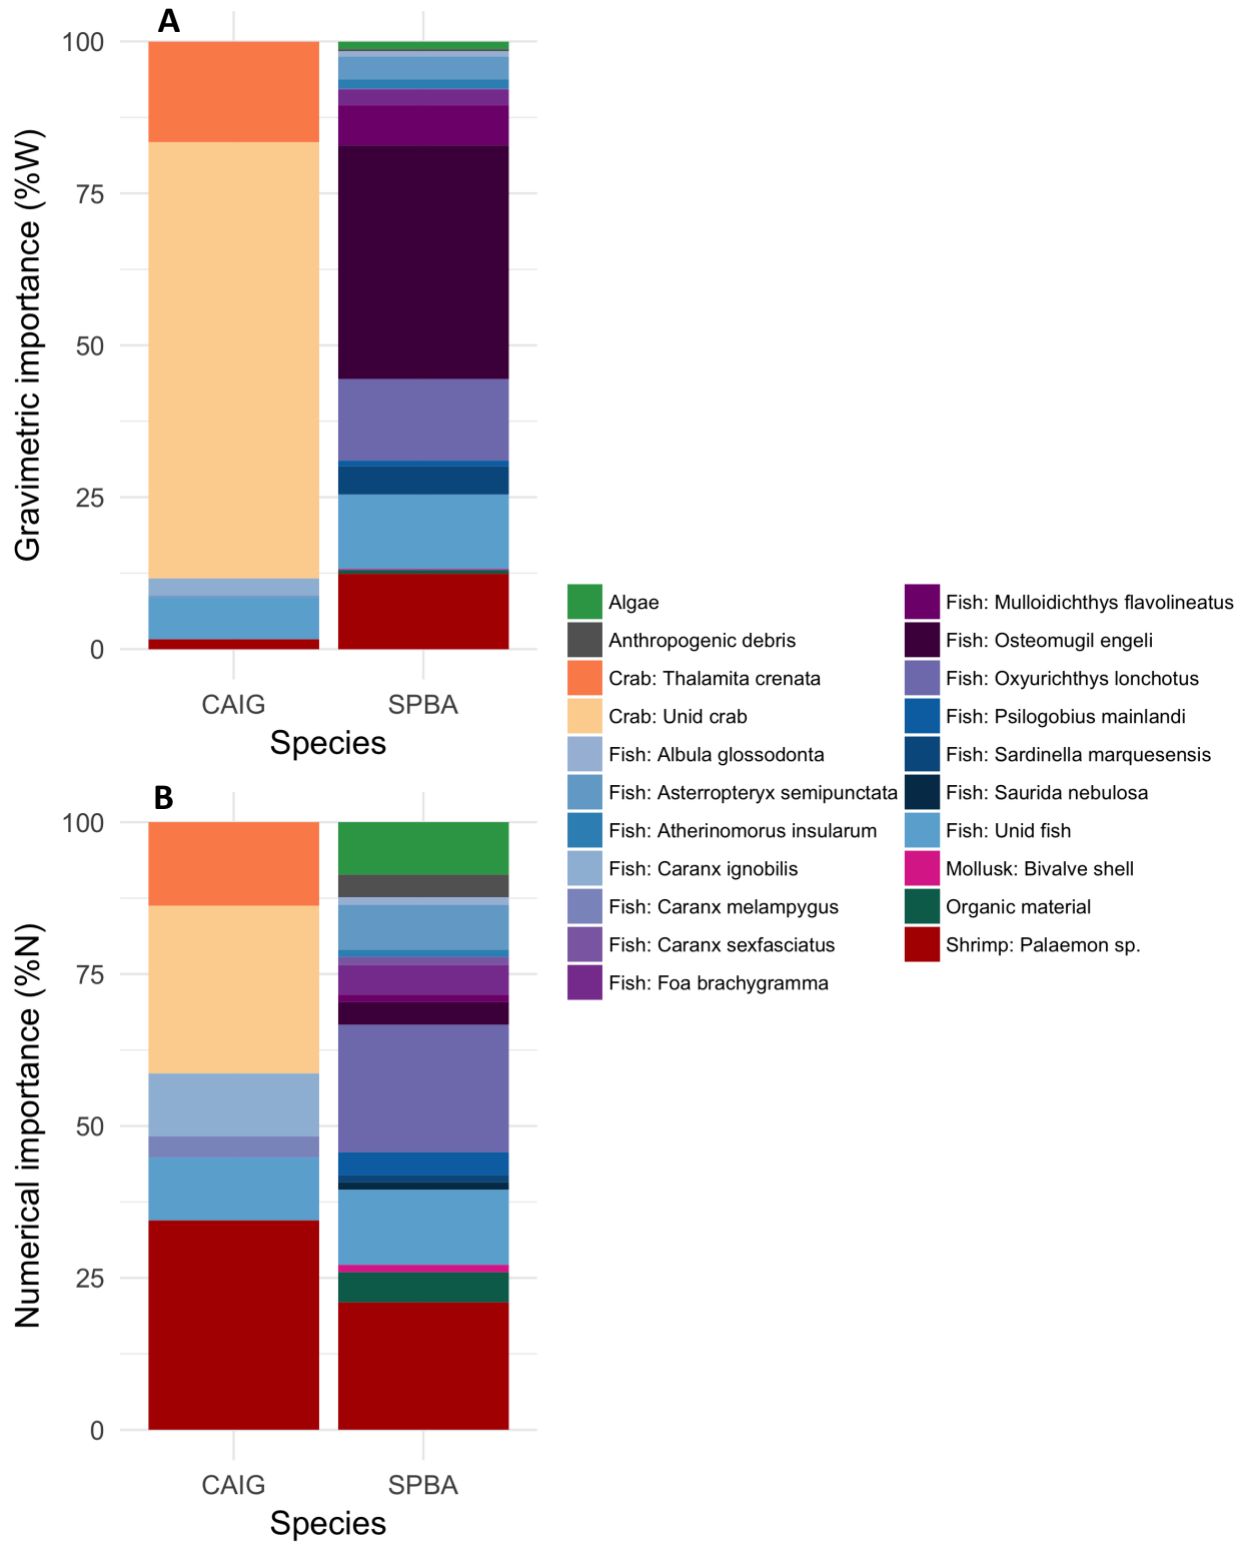 A
100
75
50
25
0
Gravimetric importance (%W)
CAIG
SPBA
Species
B
100
75
50
25
0
Numerical importance (%N)
CAIG
SPBA
Species
Algae
Anthropogenic debris
Crab: Thalamita crenata
Crab: Unid crab
Fish: Albula glossodonta
Fish: Asterropteryx semipunctata
Fish: Atherinomorus insularum
Fish: Caranx ignobilis
Fish: Caranx melampygus
Fish: Caranx sexfasciatus
Fish: Foa brachygramma
Fish: Mulloidichthys flavolineatus
Fish: Osteomugil engeli
Fish: Oxyurichthys lonchotus
Fish: Psilogobius mainlandi
Fish: Sardinella marquesensis
Fish: Saurida nebulosa
Fish: Unid fish
Mollusk: Bivalve shell
Organic material
Shrimp: Palaemon sp.